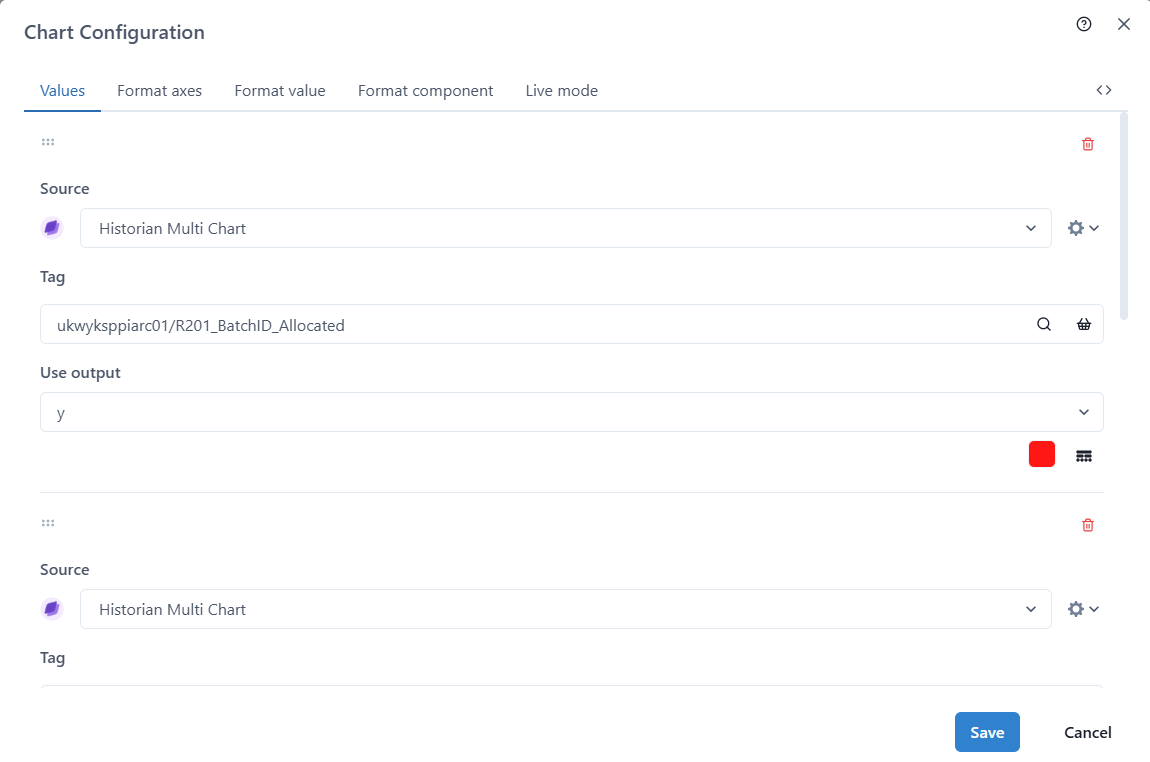 Chart Configuration
Values Format axes Format value Format component Live mode
Source
Historian Multi Chart
Tag
ukwyksppiarc01/R201_BatchID_Allocated
Use output
y
Source
Historian Multi Chart
Tag
Save Cancel